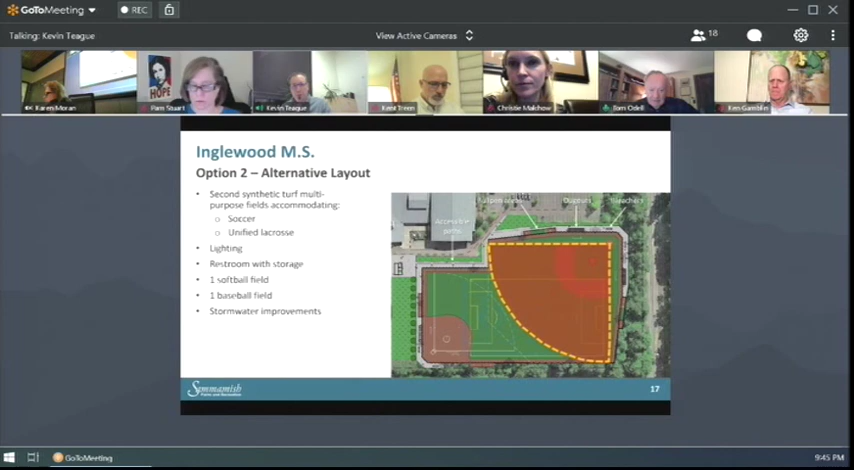 GoToMeeting
REC
Talking: Kevin Teague
View Active Cameras
18
HOPE
Karen Moran
Pam Stuart
Kevin Teague
Kent Treen
Christie Malchow
Tom Odell
Ken Gamblin
Inglewood M.S.
Option 2 – Alternative Layout
• Second synthetic turf multi-
purpose fields accommodating:
o Soccer
o Unified lacrosse
• Lighting
• Restroom with storage
• 1 softball field
• 1 baseball field
• Stormwater improvements
Dugouts
Bleachers
Accessible
paths
Sammamish
Parks and Recreation
17
GoToMeeting
9:45 PM